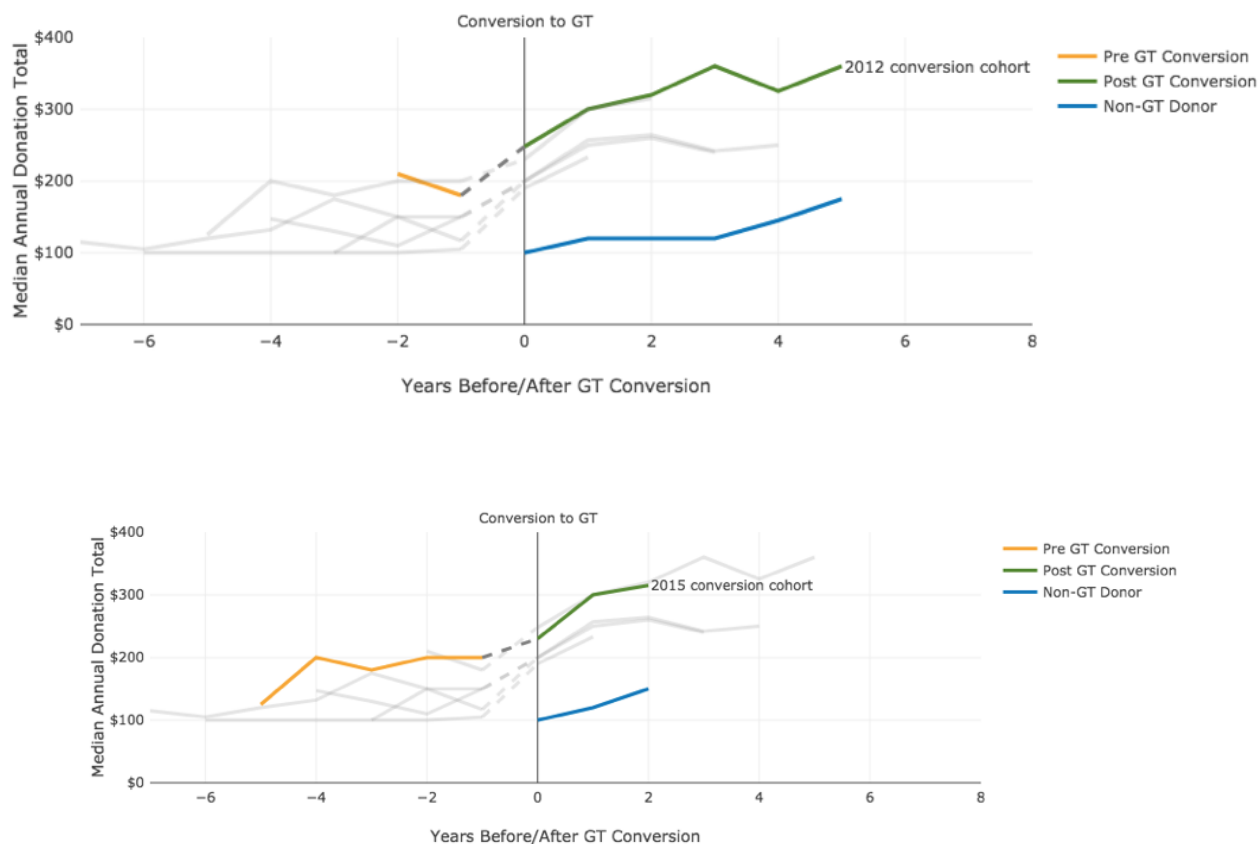 Conversion to GT
$400
$300
$200
$100
$0
Median Annual Donation Total
2012 conversion cohort
Pre GT Conversion
Post GT Conversion
Non-GT Donor
−6 −4 −2 0 2 4 6 8
Years Before/After GT Conversion
Conversion to GT
$400
$300
$200
$100
$0
Median Annual Donation Total
2015 conversion cohort
Pre GT Conversion
Post GT Conversion
Non-GT Donor
−6 −4 −2 0 2 4 6 8
Years Before/After GT Conversion